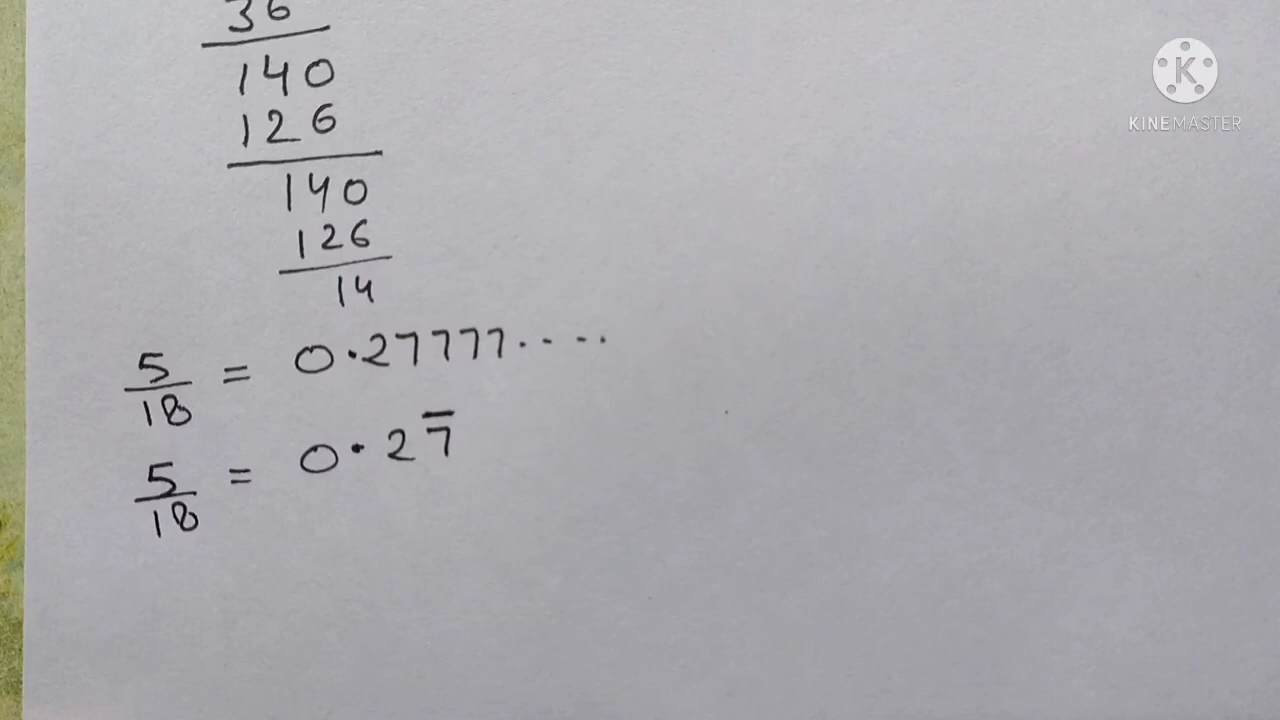 36
140
126
140
126
14
5/18 = 0.27777.....
5/18 = 0.27̅
K
KINEMASTER